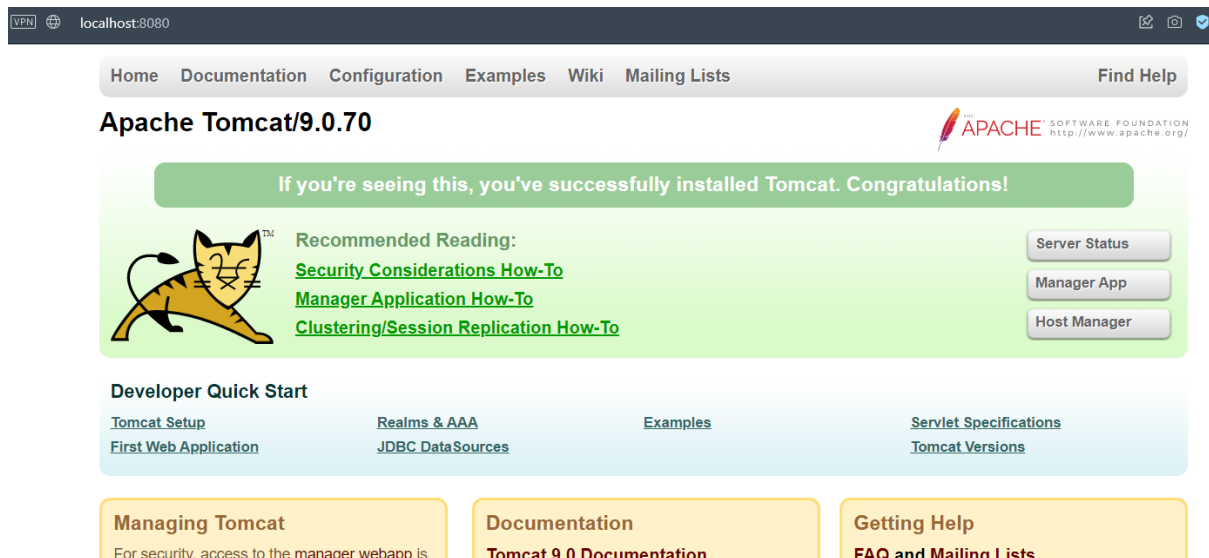 VPN localhost:8080
Home Documentation Configuration Examples Wiki Mailing Lists Find Help
Apache Tomcat/9.0.70
THE
APACHE SOFTWARE FOUNDATION
http://www.apache.org/
If you're seeing this, you've successfully installed Tomcat. Congratulations!
TM
Recommended Reading:
Security Considerations How-To
Manager Application How-To
Clustering/Session Replication How-To
Server Status
Manager App
Host Manager
Developer Quick Start
Tomcat Setup
First Web Application
Realms & AAA
JDBC DataSources
Examples
Servlet Specifications
Tomcat Versions
Managing Tomcat
For security, access to the manager webapp is
Documentation
Tomcat 9.0 Documentation
Getting Help
FAQ and Mailing Lists